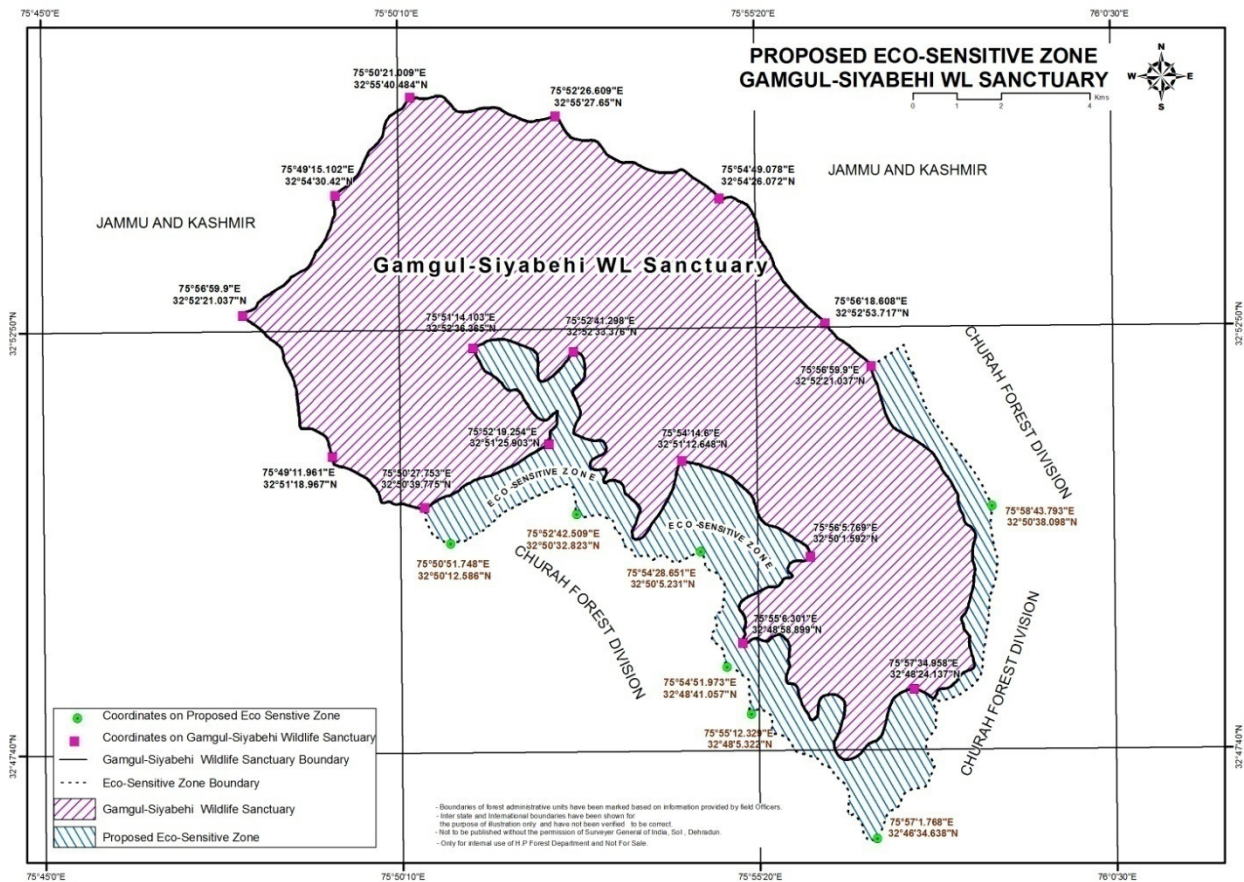 75°45'0"E
75°50'10"E
75°55'20"E
76°0'30"E
PROPOSED ECO-SENSITIVE ZONE
GAMGUL-SIYABEHI WL SANCTUARY
N
W
E
S
0
1
2
4
Kms
75°50'21.009"E
32°55'40.484"N
75°52'26.609"E
32°55'27.65"N
75°49'15.102"E
32°54'30.42"N
75°54'49.078"E
32°54'26.072"N
JAMMU AND KASHMIR
JAMMU AND KASHMIR
Gamgul-Siyabehi WL Sanctuary
75°56'59.9"E
32°52'21.037"N
75°51'14.103"E
32°52'36.365"N
75°52'41.298"E
32°52'33.376"N
75°56'18.608"E
32°52'53.717"N
32°52'50"N
32°52'50"N
75°56'59.9"E
32°52'21.037"N
CHURAH FOREST DIVISION
75°52'19.254"E
32°51'25.903"N
75°54'14.6"E
32°51'12.648"N
75°49'11.961"E
32°51'18.967"N
75°50'27.753"E
32°50'39.775"N
ECO-SENSITIVE ZONE
ECO-SENSITIVE ZONE
75°58'43.793"E
32°50'38.098"N
75°52'42.509"E
32°50'32.823"N
75°56'5.769"E
32°50'1.592"N
75°50'51.748"E
32°50'12.586"N
75°54'28.651"E
32°50'5.231"N
CHURAH FOREST DIVISION
75°55'6.301"E
32°48'58.899"N
75°57'34.958"E
32°48'24.137"N
CHURAH FOREST DIVISION
75°54'51.973"E
32°48'41.057"N
75°55'12.329"E
32°48'5.322"N
32°47'40"N
32°47'40"N
75°57'1.768"E
32°46'34.638"N
Coordinates on Proposed Eco Senstive Zone
Coordinates on Gamgul-Siyabehi Wildlife Sanctuary
Gamgul-Siyabehi Wildlife Sanctuary Boundary
Eco-Sensitive Zone Boundary
Gamgul-Siyabehi Wildlife Sanctuary
Proposed Eco-Sensitive Zone
- Boundaries of forest administrative units have been marked based on information provided by field Officers.
- Inter state and International boundaries have been shown for
the purpose of illustration only and have not been verified to be correct.
- Not to be published without the permission of Surveyer General of India, SoI , Dehradun.
- Only for internal use of H.P Forest Department and Not For Sale.
75°45'0"E
75°50'10"E
75°55'20"E
76°0'30"E